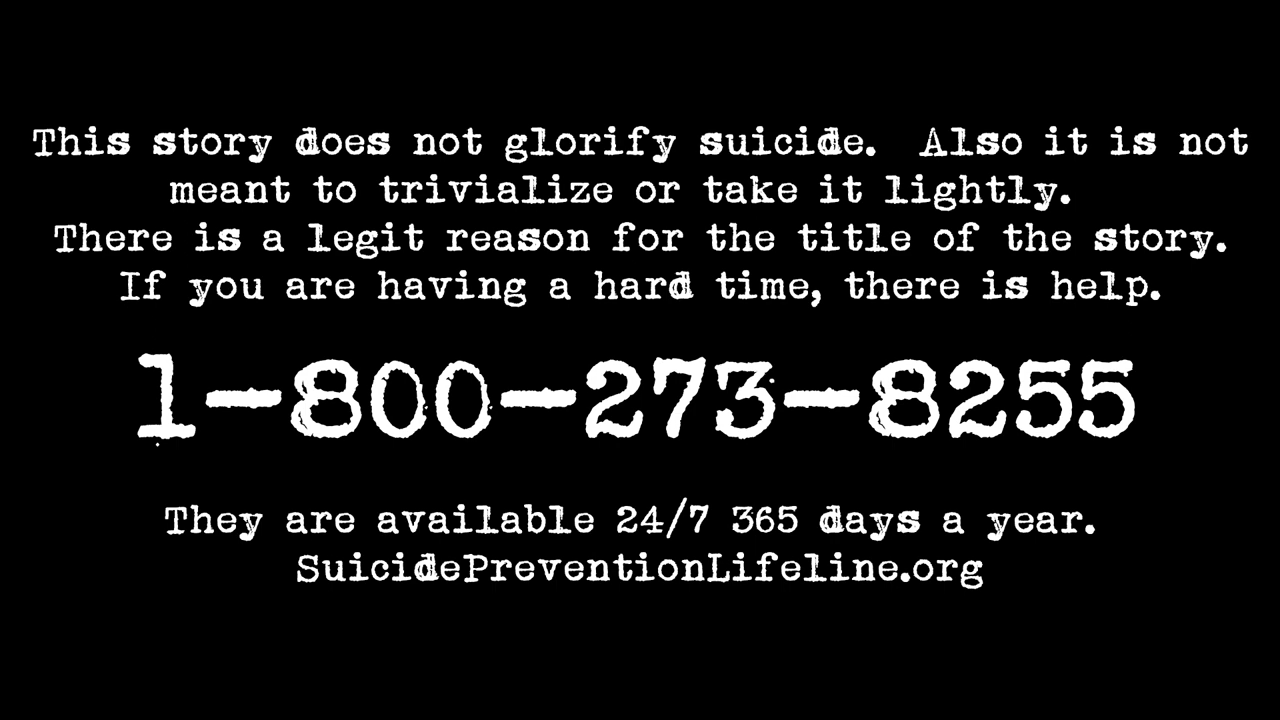 This story does not glorify suicide.  Also it is not
meant to trivialize or take it lightly.
There is a legit reason for the title of the story.
If you are having a hard time, there is help.
1-800-273-8255
They are available 24/7 365 days a year.
SuicidePreventionLifeline.org